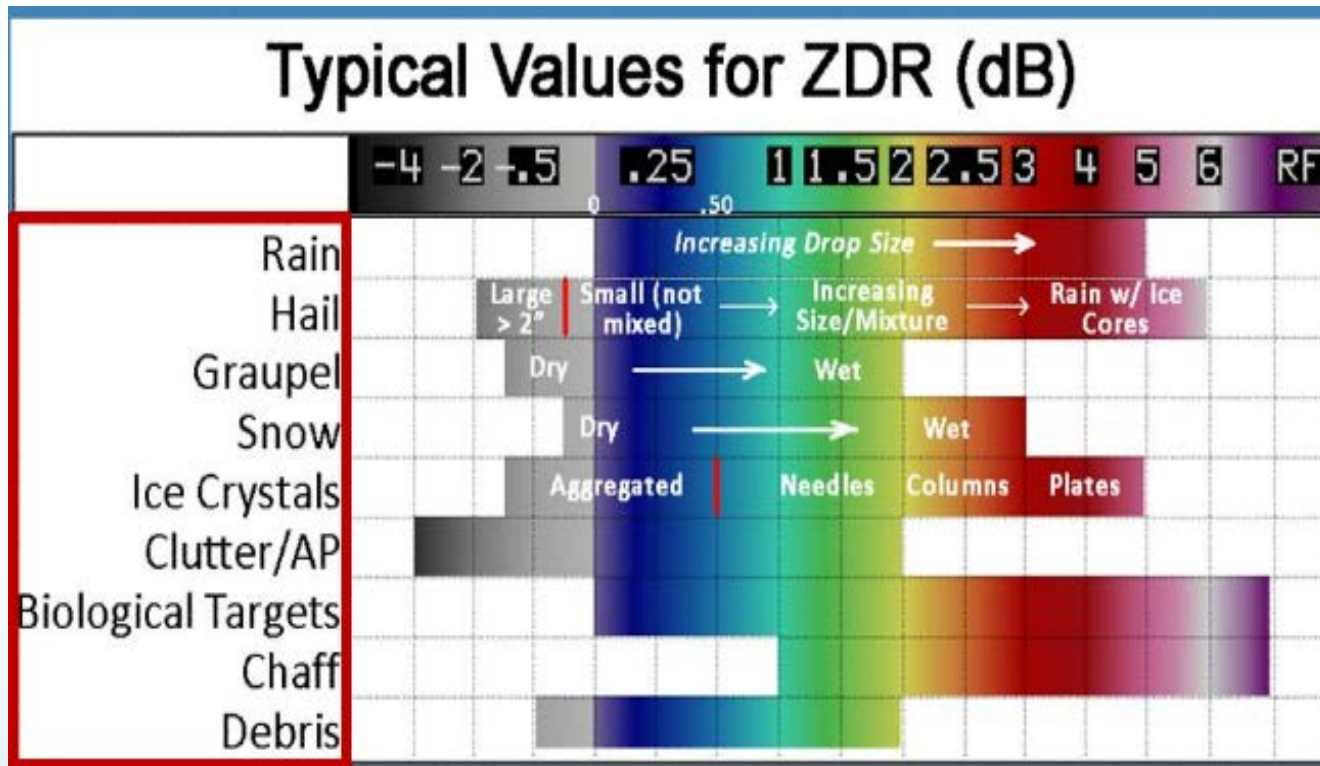 Typical Values for ZDR (dB)
-4 -2 -.5 .25 1 1.5 2 2.5 3 4 5 6 RF
0 .50
Rain
Increasing Drop Size
Hail
Large > 2”
Small (not mixed)
Increasing Size/Mixture
Rain w/ Ice Cores
Graupel
Dry
Wet
Snow
Dry
Wet
Ice Crystals
Aggregated
Needles
Columns
Plates
Clutter/AP
Biological Targets
Chaff
Debris